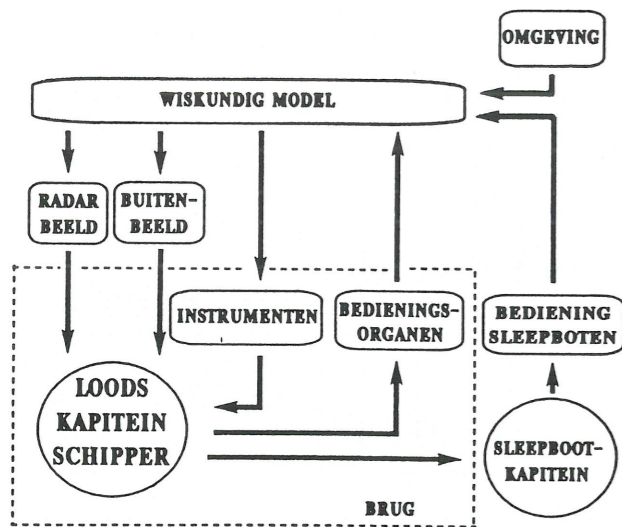 OMGEVING
WISKUNDIG MODEL
RADAR
BEELD
BUITEN-
BEELD
INSTRUMENTEN
BEDIENINGS-
ORGANEN
BEDIENING
SLEEPBOTEN
LOODS
KAPITEIN
SCHIPPER
SLEEPBOOT-
KAPITEIN
BRUG